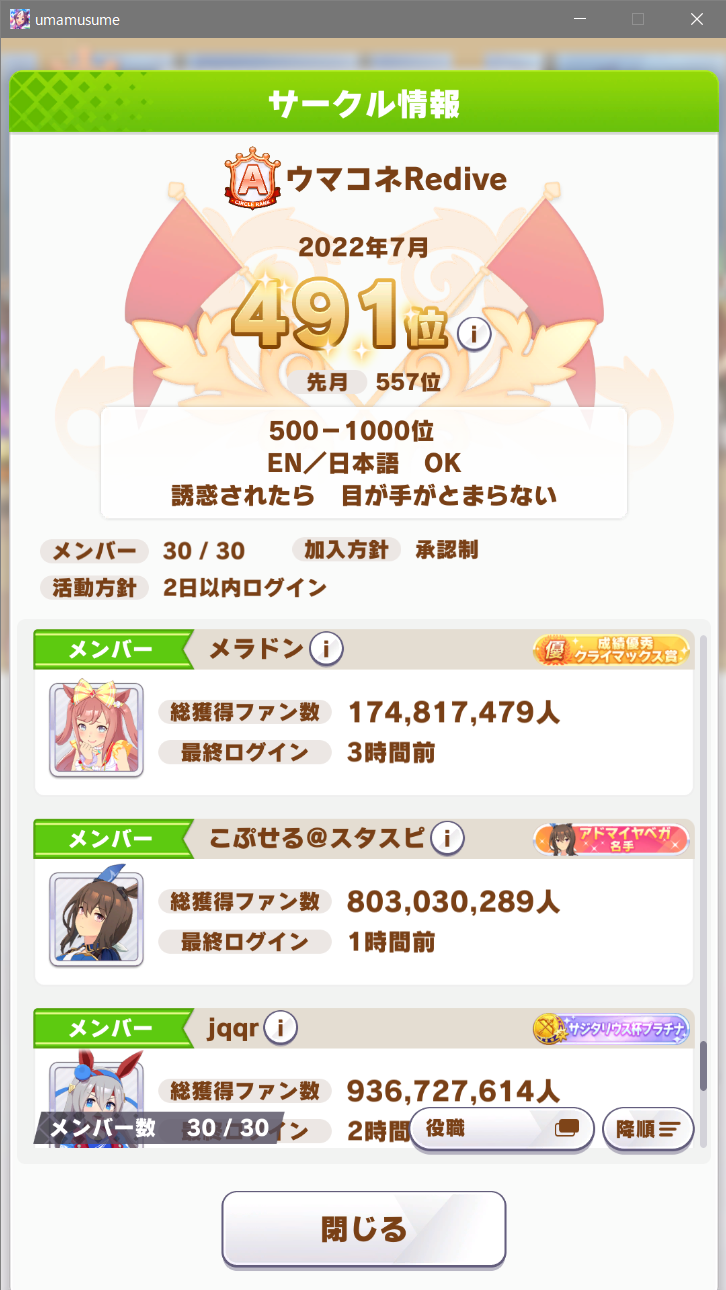 umamusume
サークル情報
A
CIRCLE RANK
ウマコネRedive
2022年7月
491位
i
先月 557位
500－1000位
EN／日本語　OK
誘惑されたら　目が手がとまらない
メンバー 30 / 30 加入方針 承認制
活動方針 2日以内ログイン
メンバー メラドン i 優 成績優秀
クライマックス賞
総獲得ファン数 174,817,479人
最終ログイン 3時間前
メンバー こぷせる＠スタスピ i アドマイヤベガ
名手
総獲得ファン数 803,030,289人
最終ログイン 1時間前
メンバー jqqr i サジタリウス杯プラチナ
総獲得ファン数 936,727,614人
メンバー数 30 / 30 イン 2時間 役職 降順
閉じる